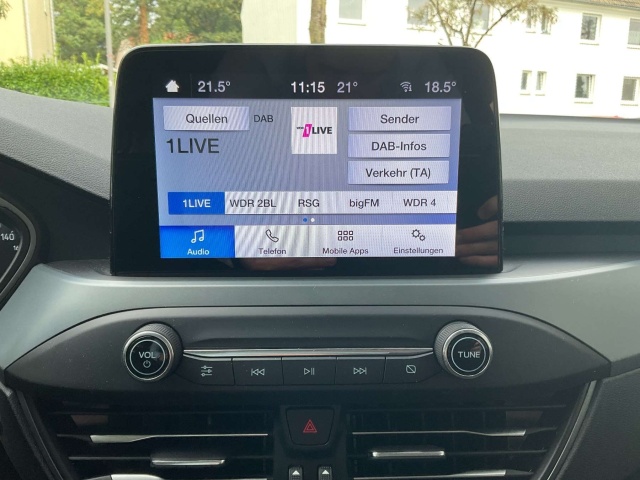 21.5° 11:15 21° 18.5°
Quellen DAB 1LIVE Sender
1LIVE DAB-Infos
Verkehr (TA)
1LIVE WDR 2BL RSG bigFM WDR 4
Audio Telefon Mobile Apps Einstellungen
140
VOL TUNE